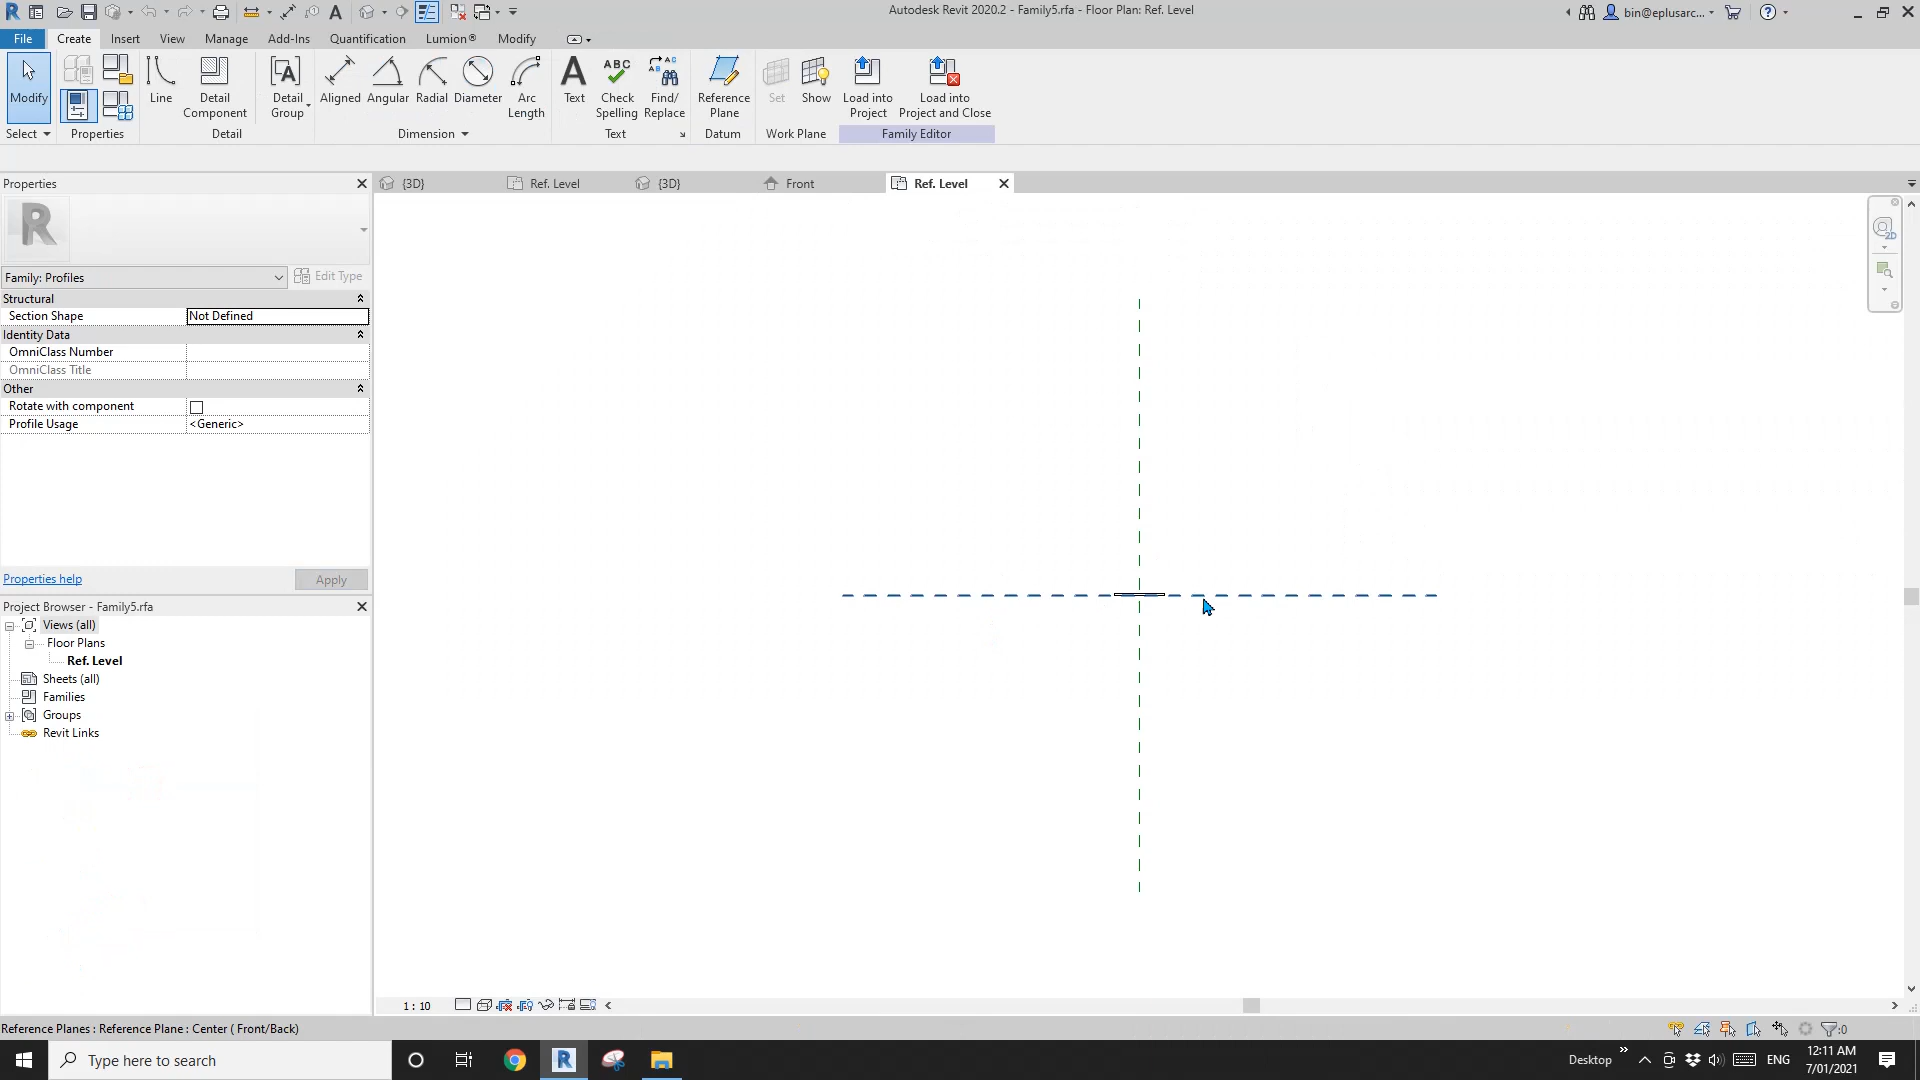 Autodesk Revit 2020.2 - Family5.rfa - Floor Plan: Ref. Level
bin@eplusarc...
File Create Insert View Manage Add-Ins Annotate Quantification Lumion® Modify
Modify
Line
Detail Component
Detail Group
Aligned
Angular
Radial
Diameter
Arc Length
Text
ABC
Check Spelling
Find/ Replace
Reference Plane
Set
Show
Load into Project
Load into Project and Close
Select
Properties
Detail
Dimension
Text
Datum
Work Plane
Family Editor
Properties
{3D}
Ref. Level
{3D}
Front
Ref. Level
2D
Family: Profiles
Edit Type
Structural
Section Shape Not Defined
Identity Data
OmniClass Number
OmniClass Title
Other
Rotate with component
Profile Usage <Generic>
Properties help
Apply
Project Browser - Family5.rfa
Views (all)
Floor Plans
Ref. Level
Sheets (all)
Families
Groups
Revit Links
1 : 10
Reference Planes : Reference Plane : Center ( Front/Back)
:0
Type here to search
Desktop
ENG
12:11 AM
7/01/2021